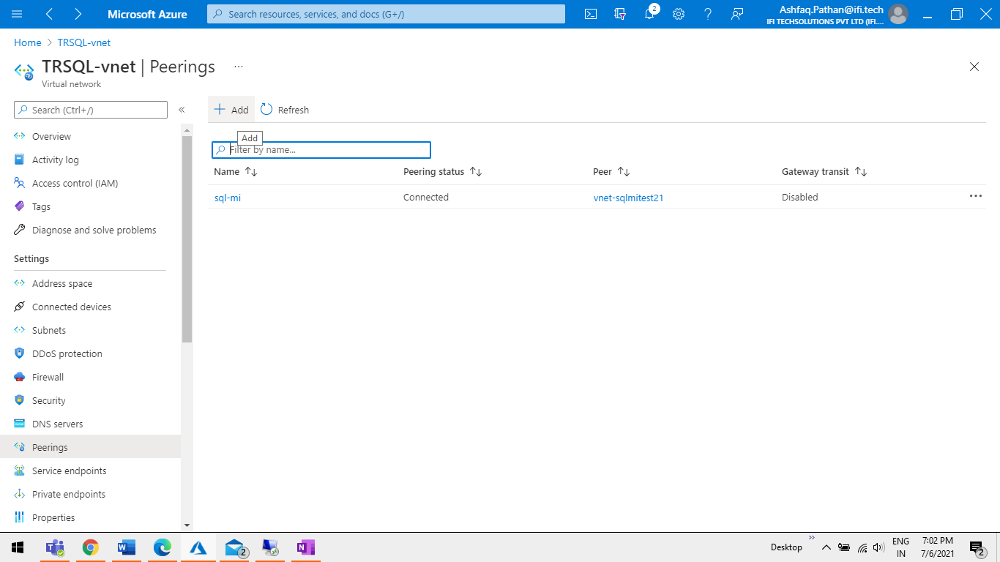 Microsoft Azure
Search resources, services, and docs (G+/)
2
Ashfaq.Pathan@ifi.tech
IFI TECHSOLUTIONS PVT LTD (IFI....
Home > TRSQL-vnet
TRSQL-vnet | Peerings ...
Virtual network
Search (Ctrl+/)
«
Overview
Activity log
Access control (IAM)
Tags
Diagnose and solve problems
Settings
Address space
Connected devices
Subnets
DDoS protection
Firewall
Security
DNS servers
Peerings
Service endpoints
Private endpoints
Properties
Add Refresh
Add
Filter by name...
Name Peering status Peer Gateway transit
sql-mi Connected vnet-sqlmitest21 Disabled
2
Desktop
ENG
IN
7:02 PM
7/6/2021
2